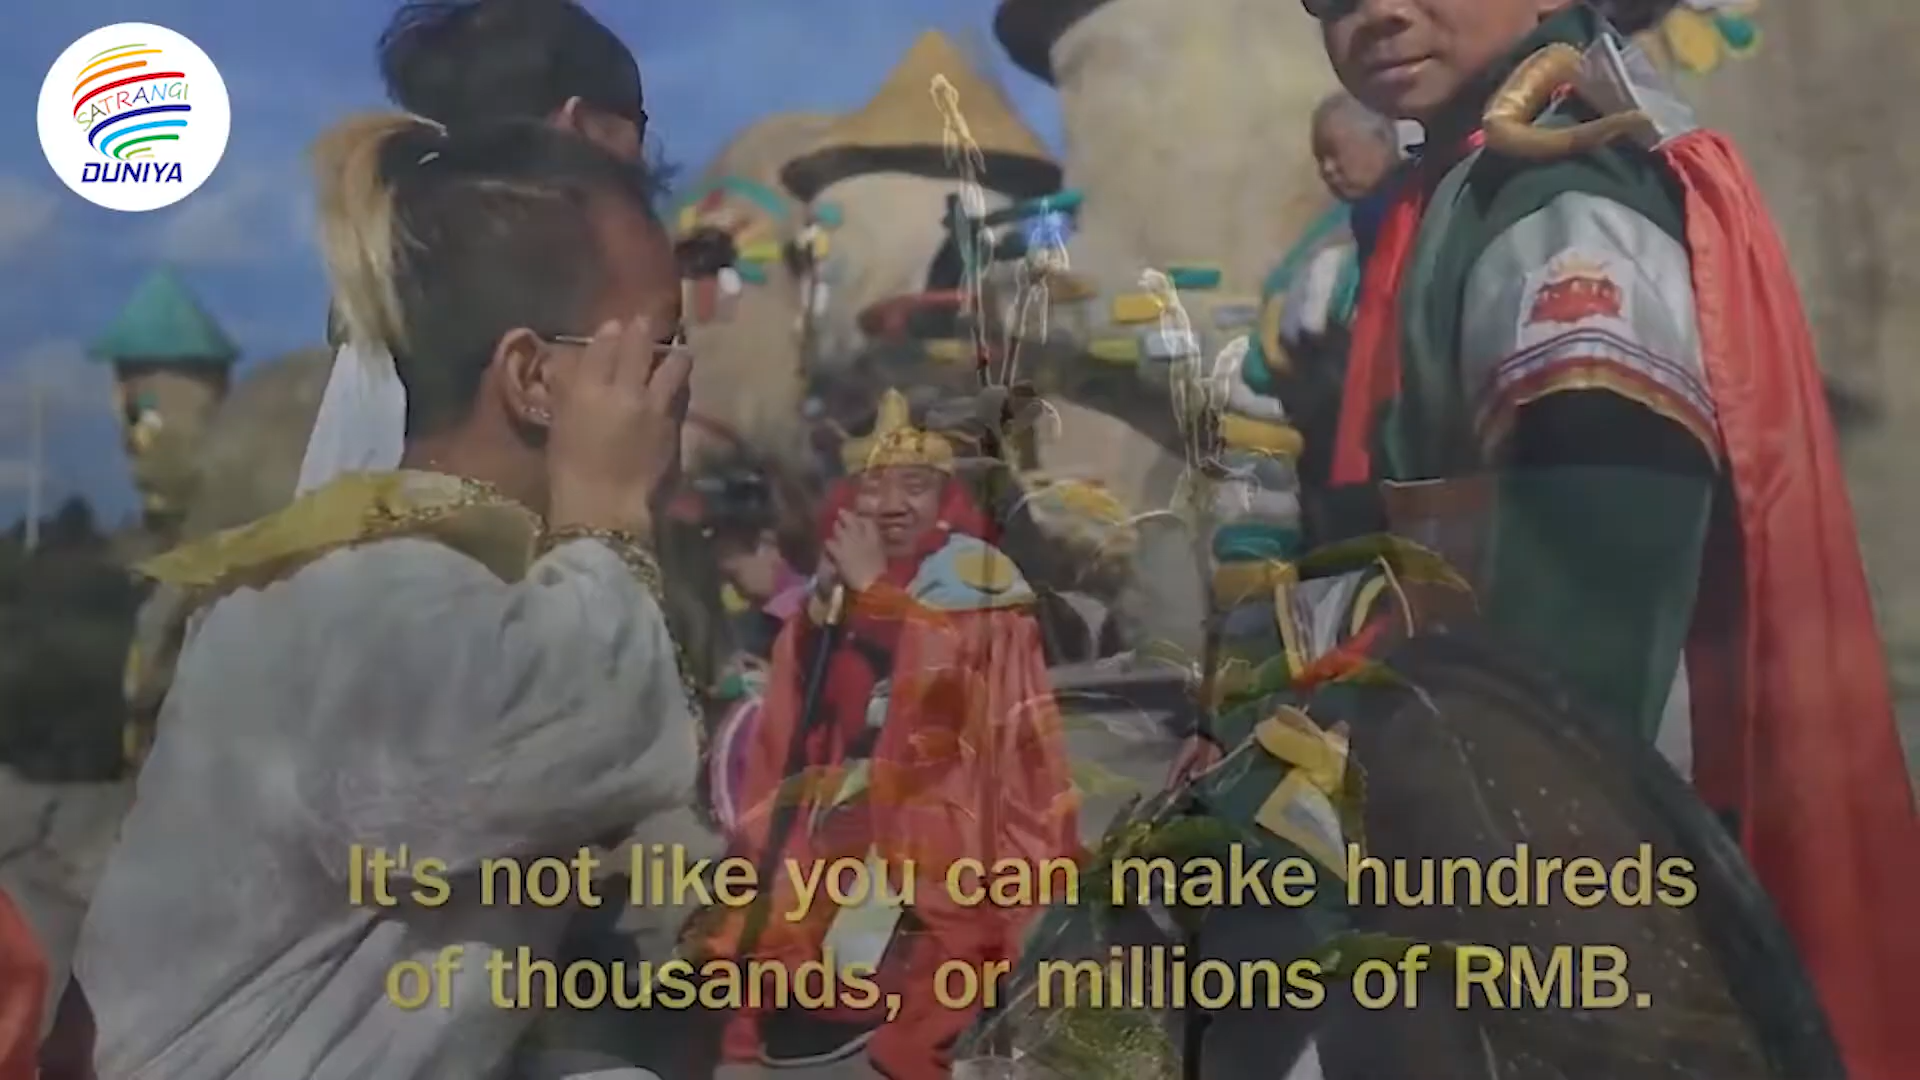 SATRANGI
DUNIYA
It's not like you can make hundreds
of thousands, or millions of RMB.